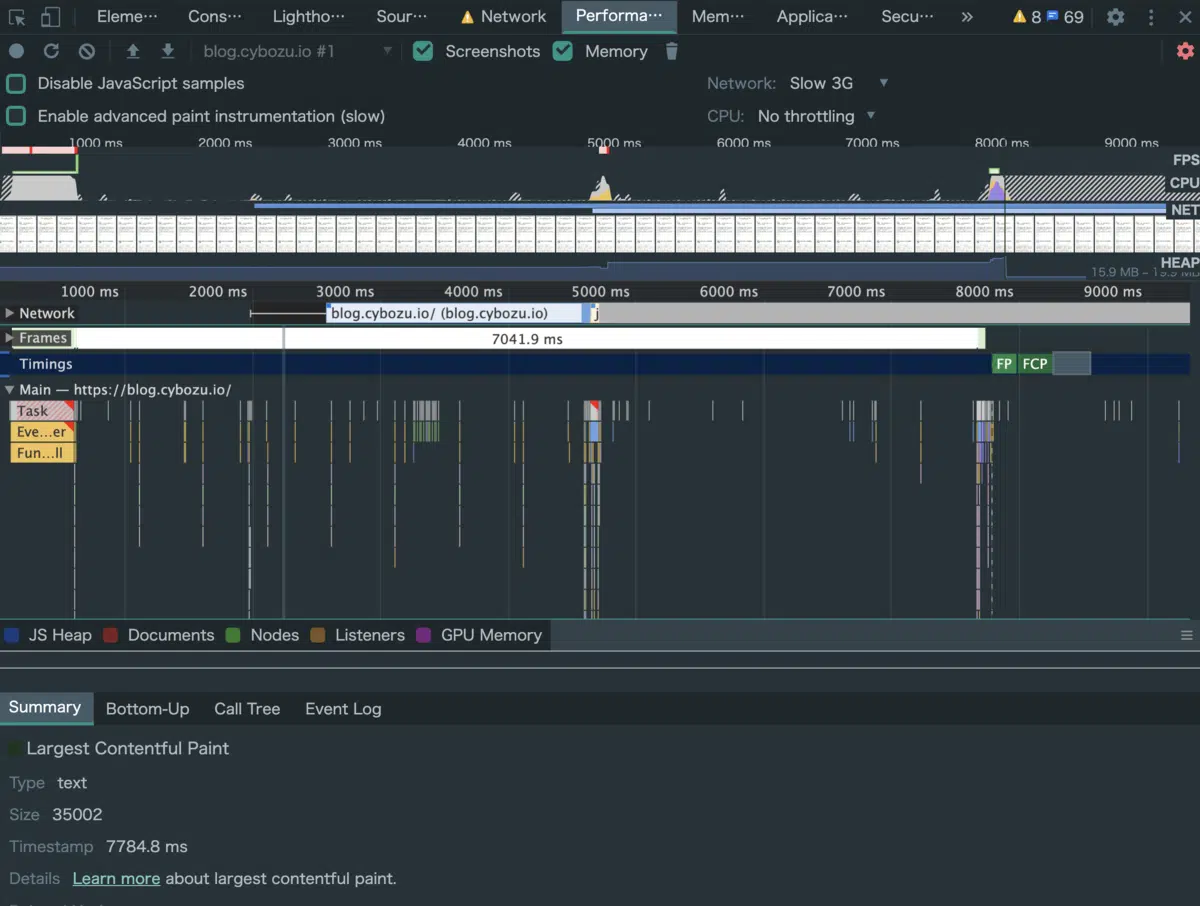 Eleme··· Cons··· Lightho··· Sour··· Network Performa··· Mem··· Applica··· Secu··· » 8 69
blog.cybozu.io #1 Screenshots Memory
Disable JavaScript samples Network: Slow 3G
Enable advanced paint instrumentation (slow) CPU: No throttling
1000 ms 2000 ms 3000 ms 4000 ms 5000 ms 6000 ms 7000 ms 8000 ms 9000 ms
FPS
CPU
NET
HEAP
15.9 MB – 19.9 MB
1000 ms 2000 ms 3000 ms 4000 ms 5000 ms 6000 ms 7000 ms 8000 ms 9000 ms
Network blog.cybozu.io/ (blog.cybozu.io) j
Frames 7041.9 ms
Timings FP FCP
Main — https://blog.cybozu.io/
Task
Eve...er
Fun...ll
JS Heap Documents Nodes Listeners GPU Memory
Summary Bottom-Up Call Tree Event Log
Largest Contentful Paint
Type text
Size 35002
Timestamp 7784.8 ms
Details Learn more about largest contentful paint.